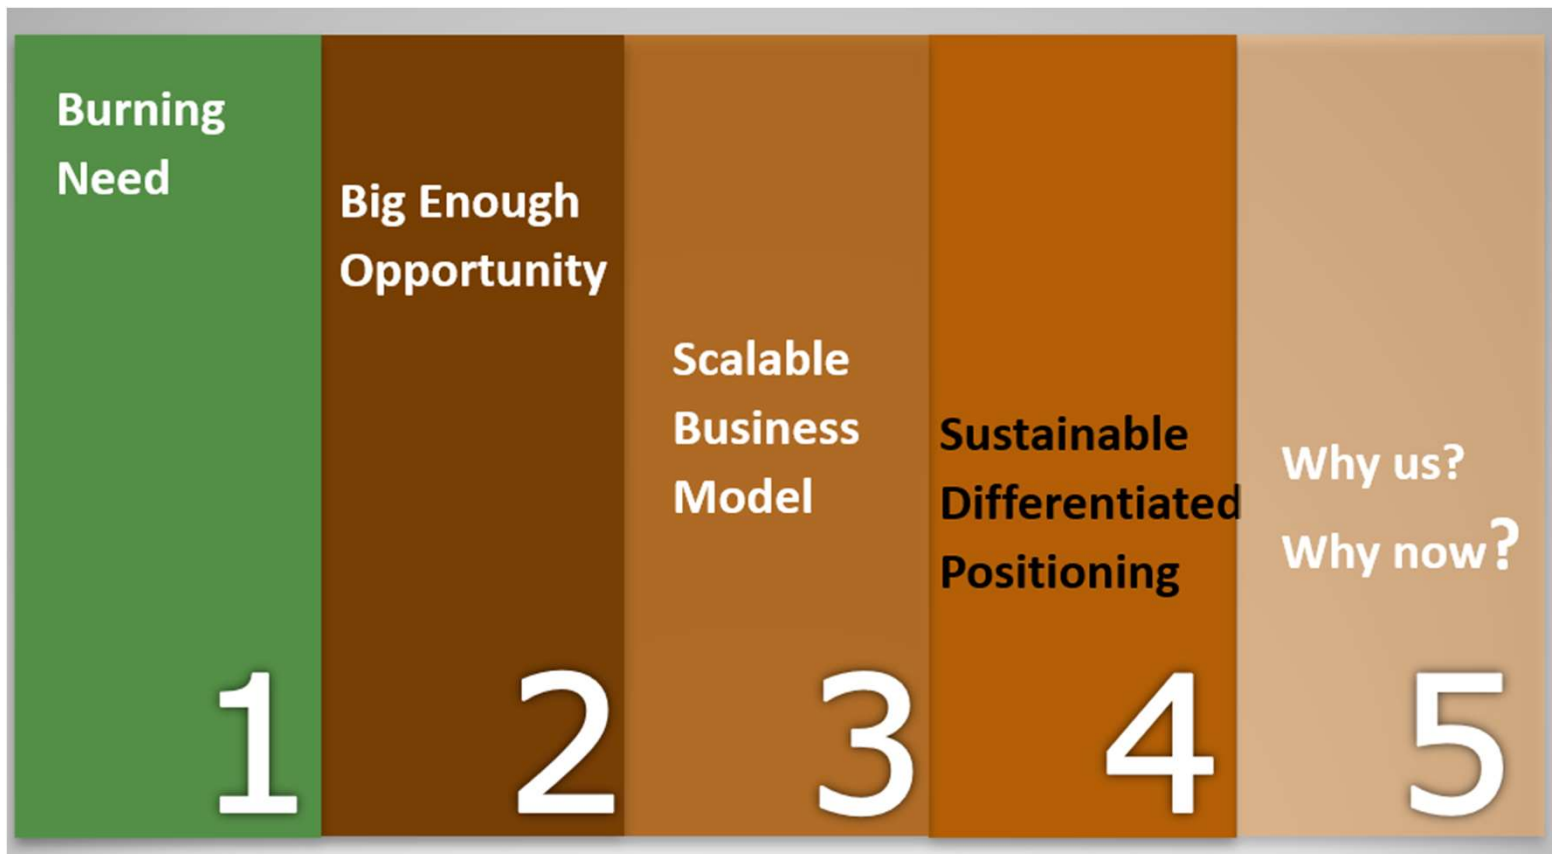 Burning
Need
1
Big Enough
Opportunity
2
Scalable
Business
Model
3
Sustainable
Differentiated
Positioning
4
Why us?
Why now?
5